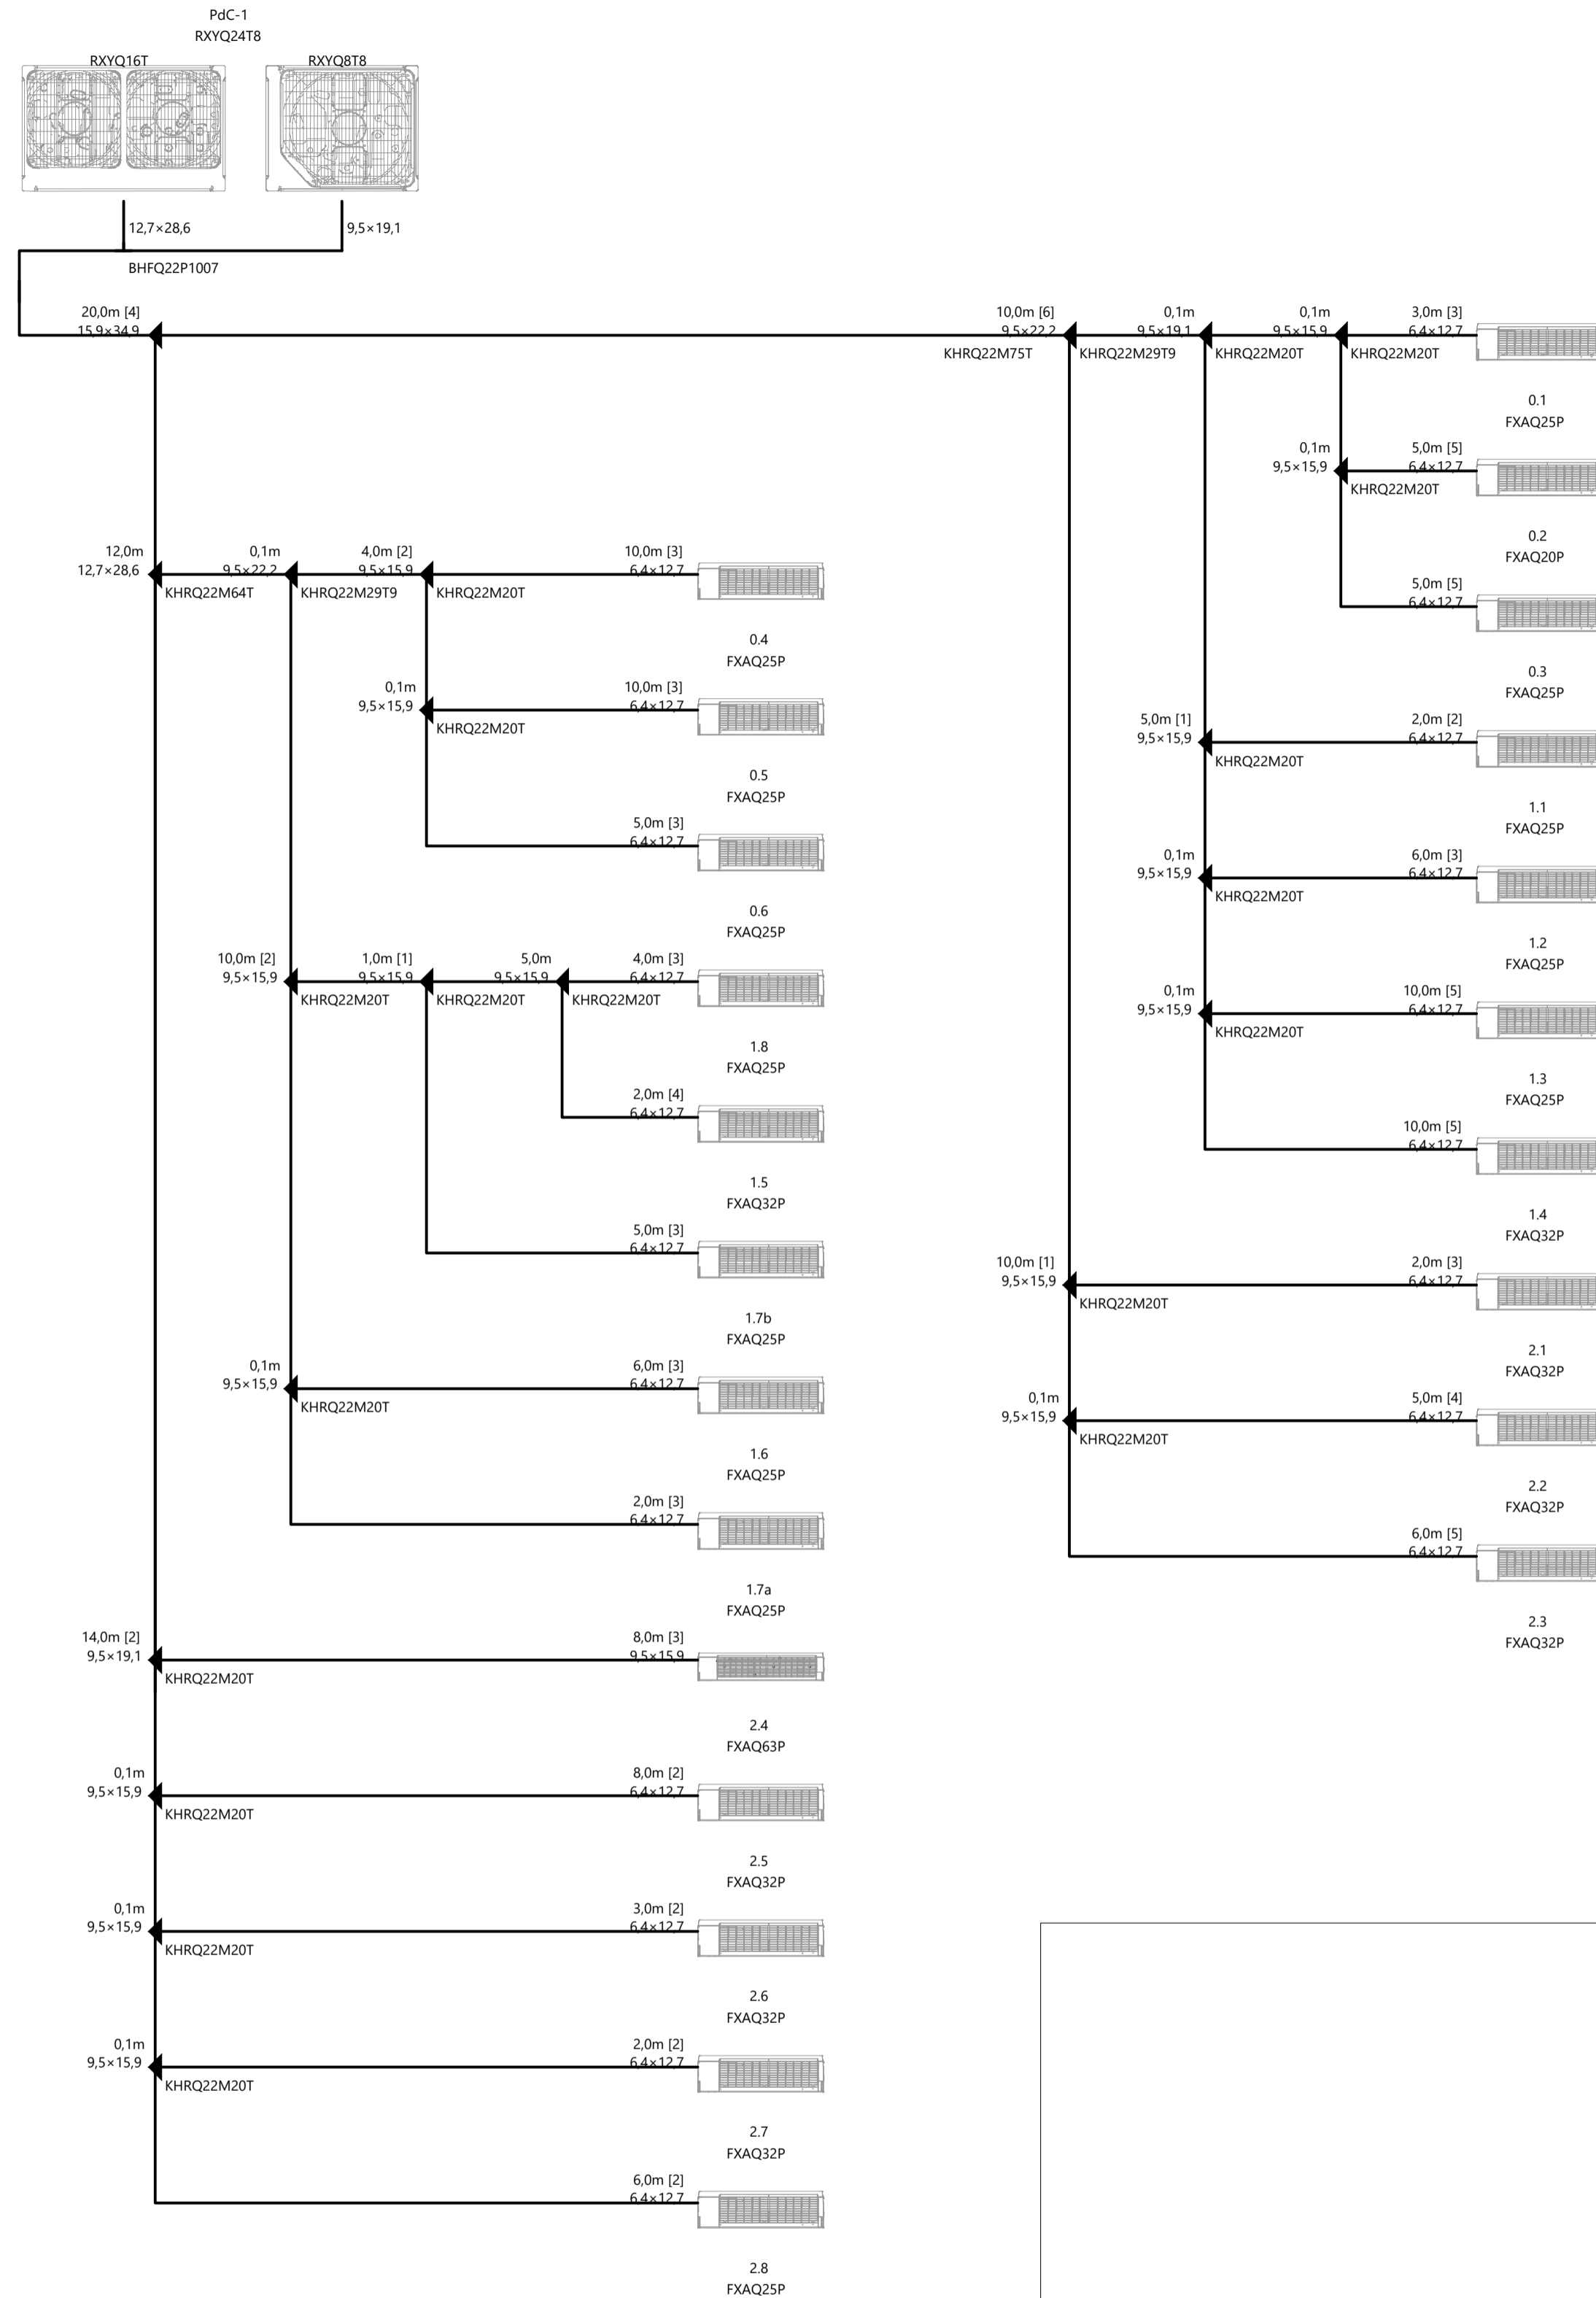 PdC-1
RXYQ24T8
RXYQ16T
RXYQ8T8
12,7×28,6
9,5×19,1
BHFQ22P1007
20,0m [4]
15,9×34,9
10,0m [6]
9,5×22,2
KHRQ22M75T
0,1m
9,5×19,1
KHRQ22M29T9
0,1m
9,5×15,9
KHRQ22M20T
3,0m [3]
6,4×12,7
KHRQ22M20T
0.1
FXAQ25P
0,1m
9,5×15,9
5,0m [5]
6,4×12,7
KHRQ22M20T
0.2
FXAQ20P
5,0m [5]
6,4×12,7
0.3
FXAQ25P
5,0m [1]
9,5×15,9
2,0m [2]
6,4×12,7
KHRQ22M20T
1.1
FXAQ25P
0,1m
9,5×15,9
6,0m [3]
6,4×12,7
KHRQ22M20T
1.2
FXAQ25P
0,1m
9,5×15,9
10,0m [5]
6,4×12,7
KHRQ22M20T
1.3
FXAQ25P
10,0m [5]
6,4×12,7
1.4
FXAQ32P
10,0m [1]
9,5×15,9
2,0m [3]
6,4×12,7
KHRQ22M20T
2.1
FXAQ32P
0,1m
9,5×15,9
5,0m [4]
6,4×12,7
KHRQ22M20T
2.2
FXAQ32P
6,0m [5]
6,4×12,7
2.3
FXAQ32P
12,0m
12,7×28,6
KHRQ22M64T
0,1m
9,5×22,2
KHRQ22M29T9
4,0m [2]
9,5×15,9
KHRQ22M20T
10,0m [3]
6,4×12,7
0.4
FXAQ25P
0,1m
9,5×15,9
10,0m [3]
6,4×12,7
KHRQ22M20T
0.5
FXAQ25P
5,0m [3]
6,4×12,7
0.6
FXAQ25P
10,0m [2]
9,5×15,9
KHRQ22M20T
1,0m [1]
9,5×15,9
KHRQ22M20T
5,0m
9,5×15,9
KHRQ22M20T
4,0m [3]
6,4×12,7
1.8
FXAQ25P
2,0m [4]
6,4×12,7
1.5
FXAQ32P
5,0m [3]
6,4×12,7
1.7b
FXAQ25P
0,1m
9,5×15,9
6,0m [3]
6,4×12,7
KHRQ22M20T
1.6
FXAQ25P
2,0m [3]
6,4×12,7
1.7a
FXAQ25P
14,0m [2]
9,5×19,1
8,0m [3]
9,5×15,9
KHRQ22M20T
2.4
FXAQ63P
0,1m
9,5×15,9
8,0m [2]
6,4×12,7
KHRQ22M20T
2.5
FXAQ32P
0,1m
9,5×15,9
3,0m [2]
6,4×12,7
KHRQ22M20T
2.6
FXAQ32P
0,1m
9,5×15,9
2,0m [2]
6,4×12,7
KHRQ22M20T
2.7
FXAQ32P
6,0m [2]
6,4×12,7
2.8
FXAQ25P